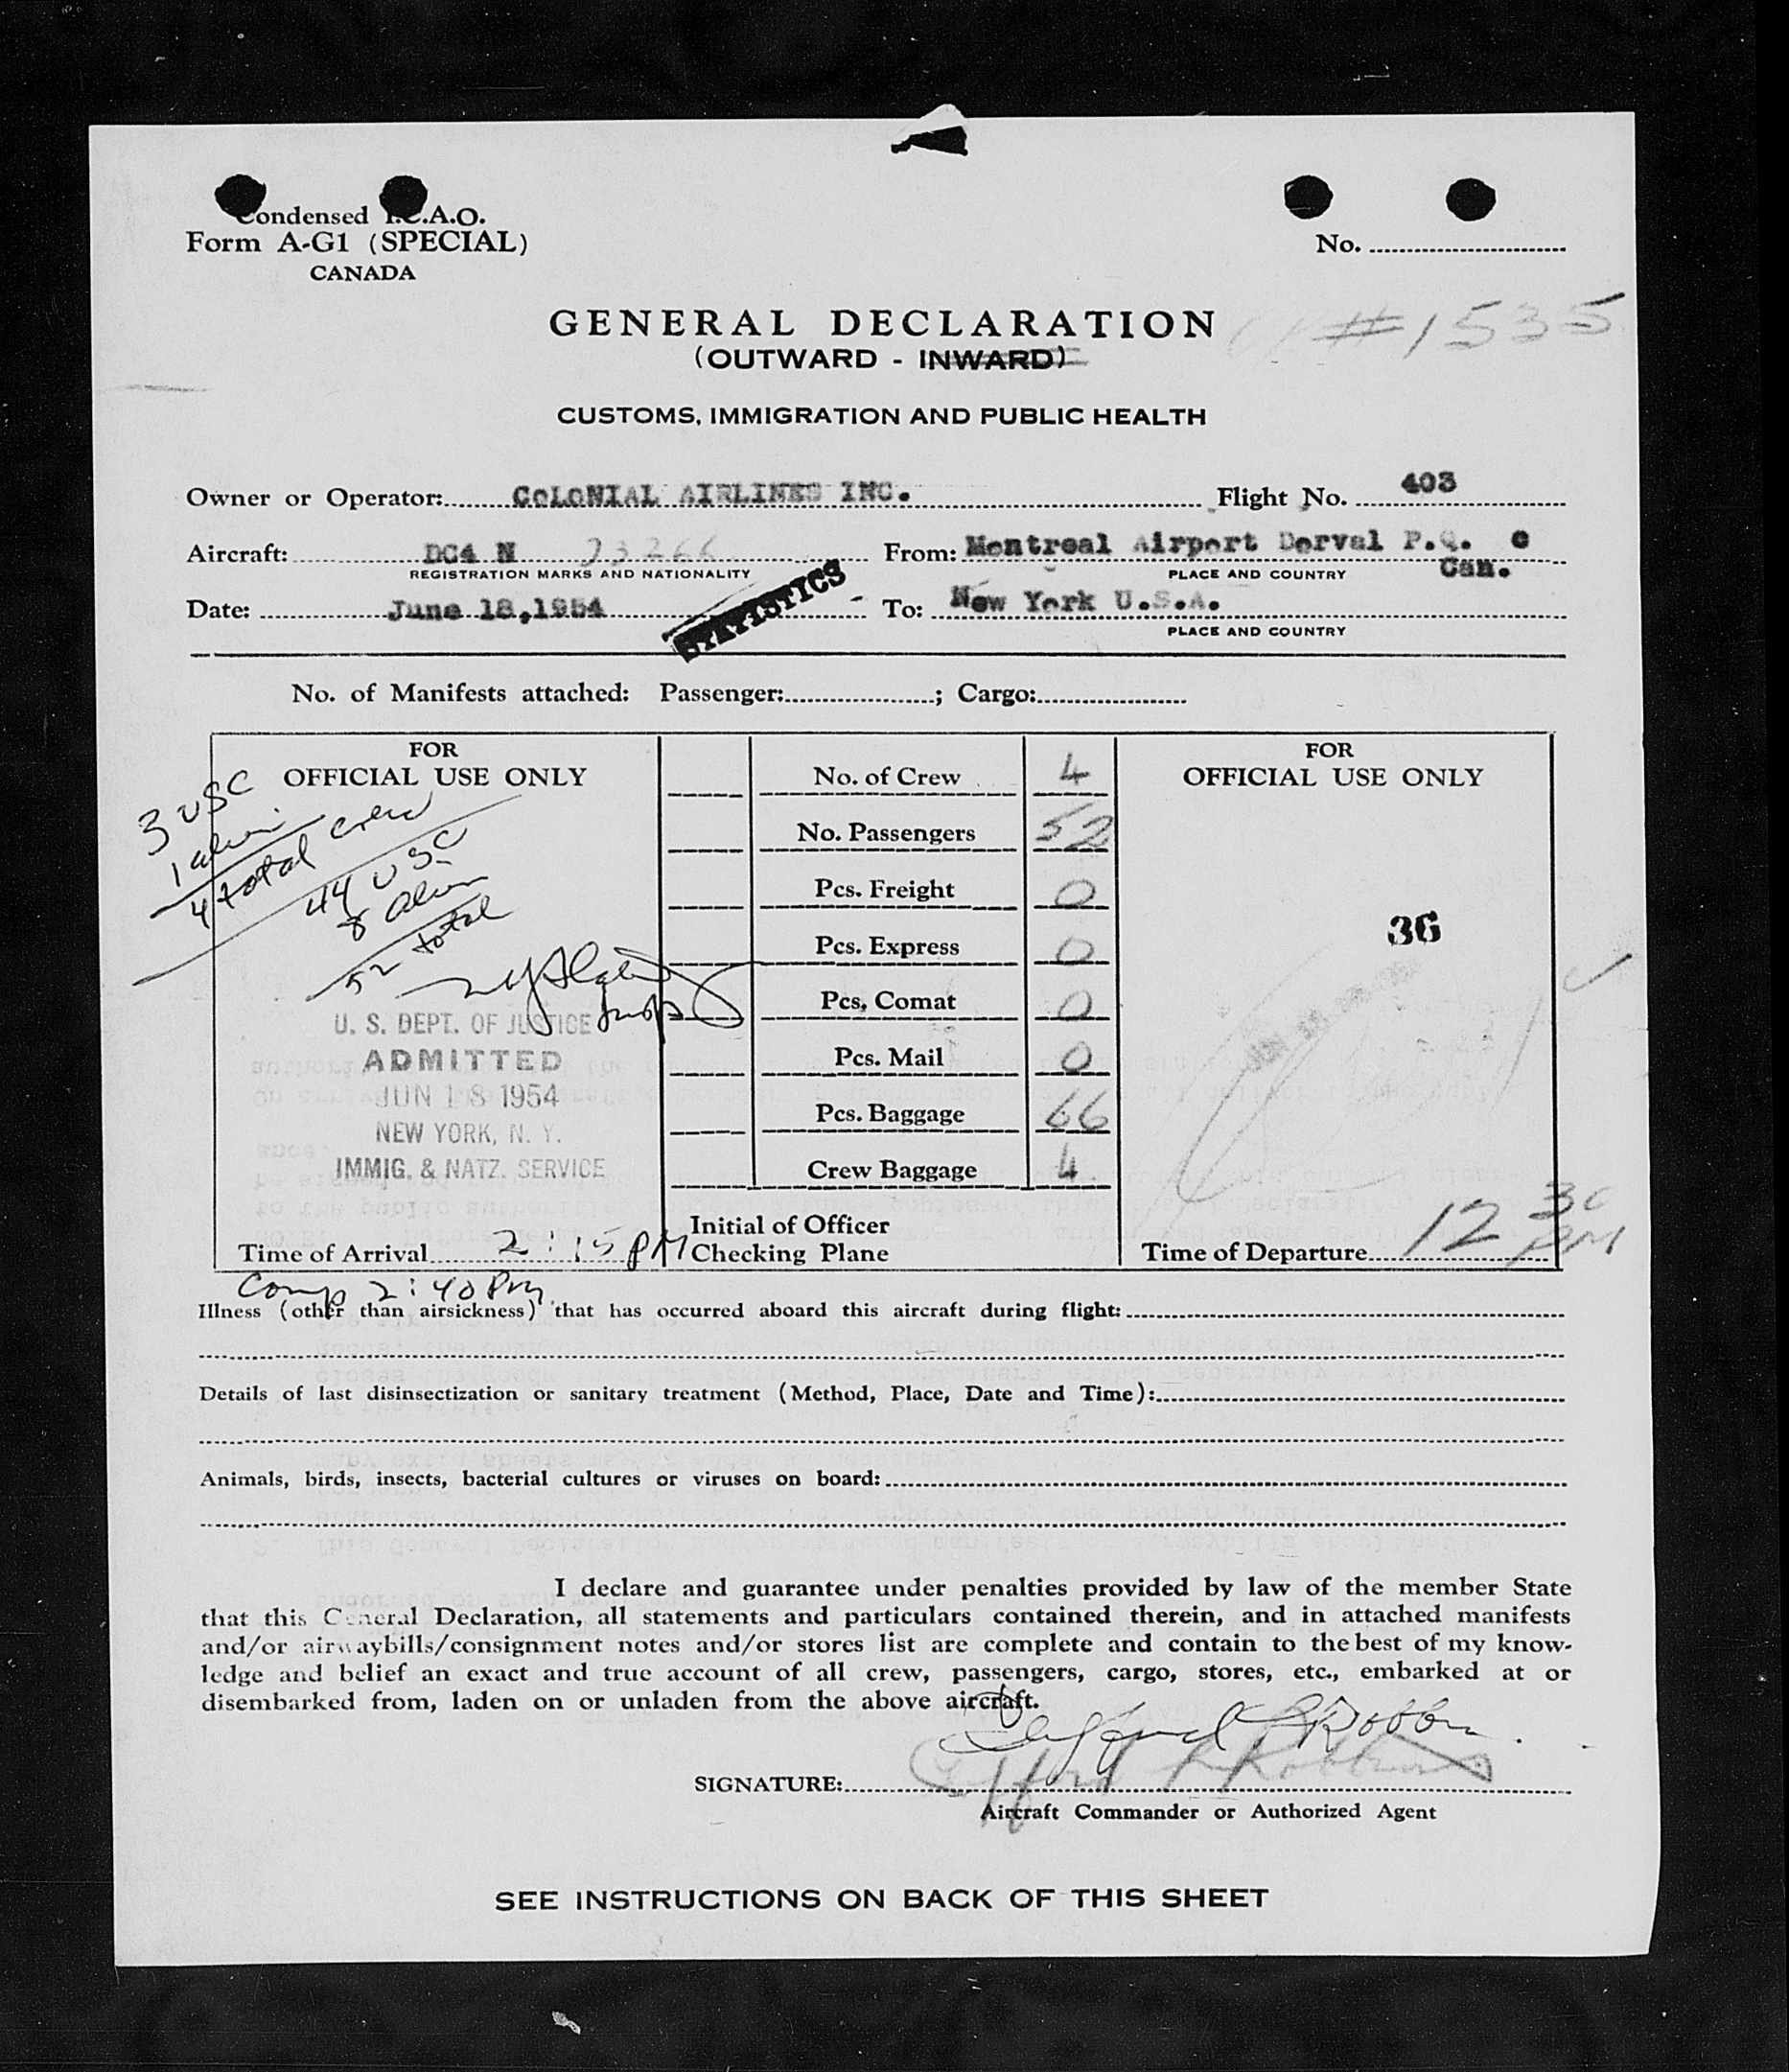 Condensed I.C.A.O.
Form A-G1 (SPECIAL)
CANADA
No.
#1535
GENERAL DECLARATION
(OUTWARD - INWARD)
CUSTOMS, IMMIGRATION AND PUBLIC HEALTH
Owner or Operator: COLONIAL AIRLINES INC. Flight No. 403
Aircraft: DC4 N 73266 From: Montreal Airport Dorval P.Q. C
REGISTRATION MARKS AND NATIONALITY PLACE AND COUNTRY Can.
Date: June 18,1954 To: New York U.S.A.
STATISTICS
PLACE AND COUNTRY
No. of Manifests attached: Passenger: ; Cargo:
FOR
OFFICIAL USE ONLY
3 USC
1 alien
4 total crew
44 USC
8 alien
52 total
Insp
U. S. DEPT. OF JUSTICE
ADMITTED
JUN 18 1954
NEW YORK, N. Y.
IMMIG. & NATZ. SERVICE
Time of Arrival 2:15 PM
Comp 2:40 PM
No. of Crew 4
No. Passengers 52
Pcs. Freight 0
Pcs. Express 0
Pcs. Comat 0
Pcs. Mail 0
Pcs. Baggage 66
Crew Baggage 4
Initial of Officer
Checking Plane
FOR
OFFICIAL USE ONLY
36
Time of Departure 12 30 PM
Illness (other than airsickness) that has occurred aboard this aircraft during flight:
Details of last disinsectization or sanitary treatment (Method, Place, Date and Time):
Animals, birds, insects, bacterial cultures or viruses on board:
I declare and guarantee under penalties provided by law of the member State
that this General Declaration, all statements and particulars contained therein, and in attached manifests
and/or airwaybills/consignment notes and/or stores list are complete and contain to the best of my know-
ledge and belief an exact and true account of all crew, passengers, cargo, stores, etc., embarked at or
disembarked from, laden on or unladen from the above aircraft.
SIGNATURE:
Aircraft Commander or Authorized Agent
SEE INSTRUCTIONS ON BACK OF THIS SHEET